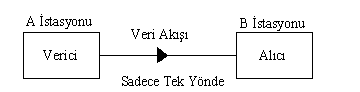 A İstasyonu
B İstasyonu
Veri Akışı
Verici
Alıcı
Sadece Tek Yönde